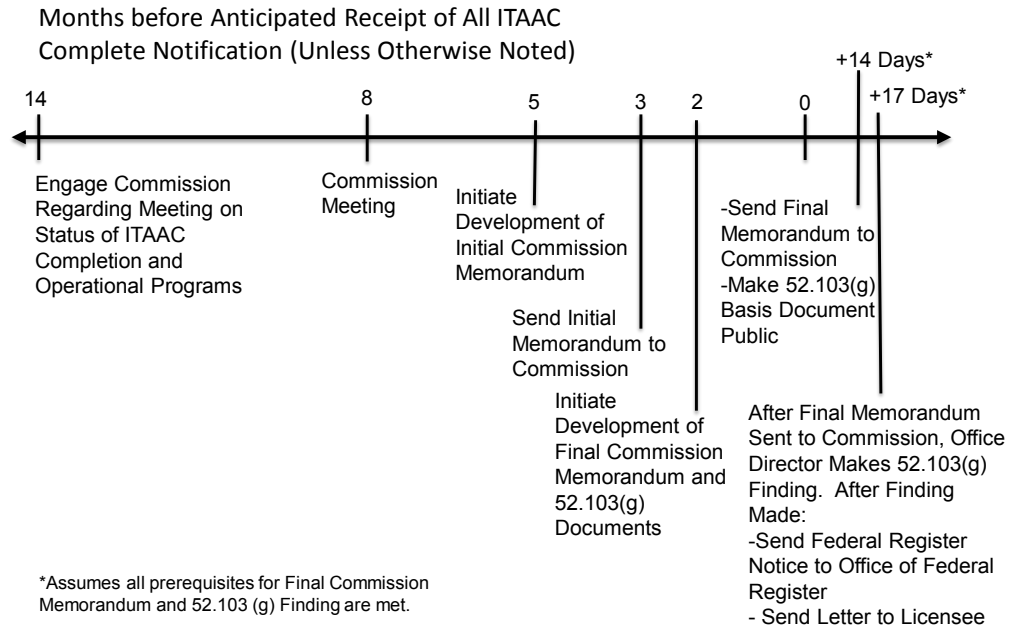 Months before Anticipated Receipt of All ITAAC
Complete Notification (Unless Otherwise Noted)
+14 Days*
+17 Days*
14
8
5
3
2
0
Engage Commission
Regarding Meeting on
Status of ITAAC
Completion and
Operational Programs
Commission
Meeting
Initiate
Development of
Initial Commission
Memorandum
Send Initial
Memorandum to
Commission
Initiate
Development of
Final Commission
Memorandum and
52.103(g)
Documents
-Send Final
Memorandum to
Commission
-Make 52.103(g)
Basis Document
Public
After Final Memorandum
Sent to Commission, Office
Director Makes 52.103(g)
Finding.  After Finding
Made:
-Send Federal Register
Notice to Office of Federal
Register
- Send Letter to Licensee
*Assumes all prerequisites for Final Commission
Memorandum and 52.103 (g) Finding are met.